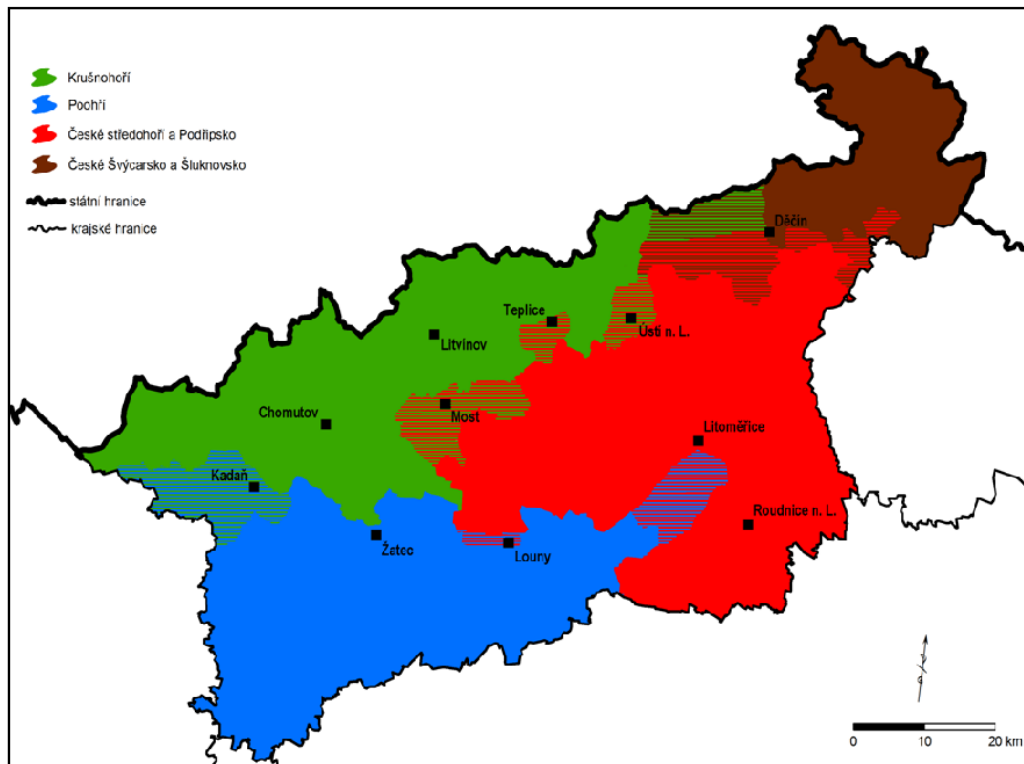 Krušnohoří
Poohří
České středohoří a Podřipsko
České Švýcarsko a Šluknovsko
státní hranice
krajské hranice
Děčín
Teplice
Ústí n. L.
Litvínov
Chomutov
Most
Litoměřice
Kadaň
Roudnice n. L.
Žatec
Louny
0 10 20 km